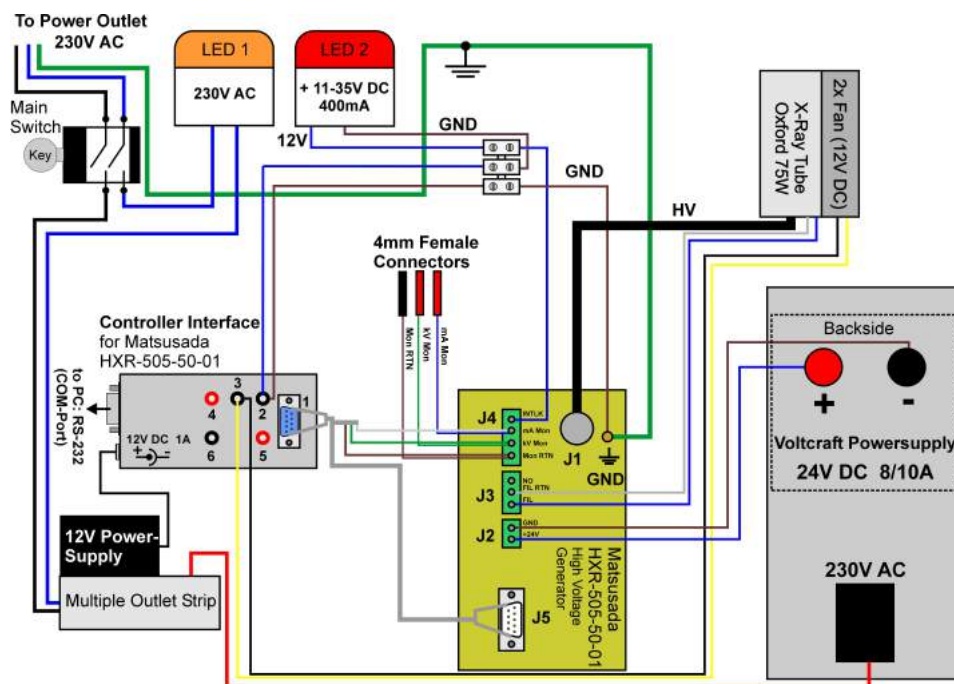 To Power Outlet
230V AC
LED 1
230V AC
LED 2
+ 11-35V DC
400mA
Main
Switch
Key
12V
GND
GND
HV
X-Ray Tube
Oxford 75W
2x Fan (12V DC)
4mm Female
Connectors
Mon RTN
kV Mon
mA Mon
Controller Interface
for Matsusada
HXR-505-50-01
to PC: RS-232
(COM-Port)
4
3
2
1
6
5
12V DC 1A
+ -
12V Power-
Supply
Multiple Outlet Strip
J4
INTLK
mA Mon
kV Mon
Mon RTN
J1
GND
J3
NO
FIL RTN
FIL
J2
GND
+24V
J5
Matsusada
HXR-505-50-01
High Voltage
Generator
Backside
+ -
Voltcraft Powersupply
24V DC 8/10A
230V AC